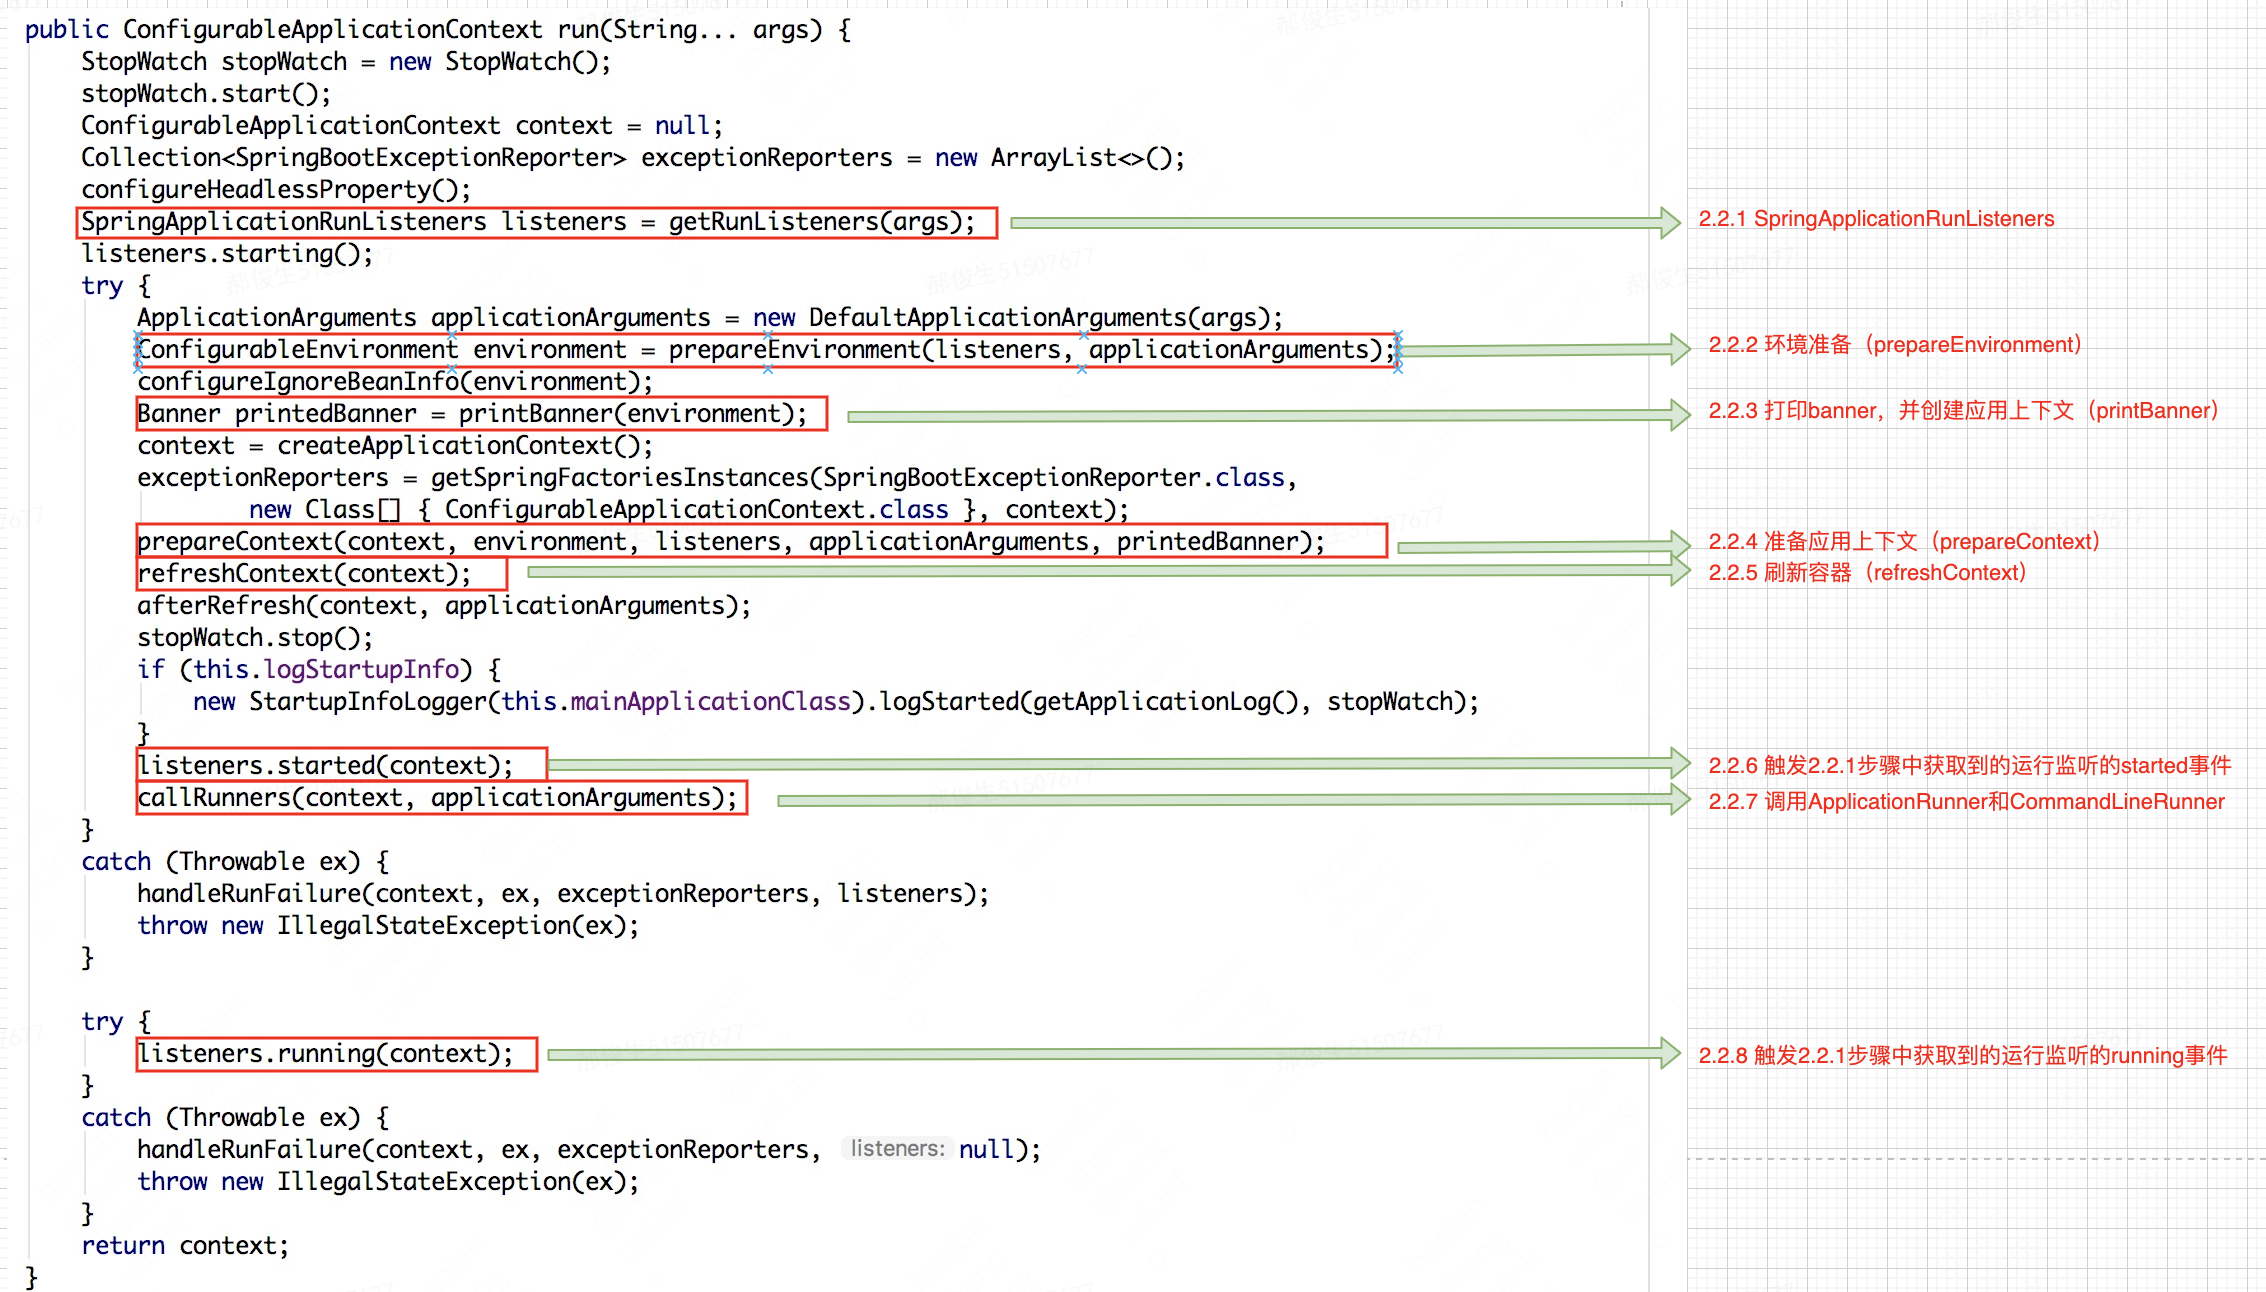 public ConfigurableApplicationContext run(String... args) {
StopWatch stopWatch = new StopWatch();
stopWatch.start();
ConfigurableApplicationContext context = null;
Collection<SpringBootExceptionReporter> exceptionReporters = new ArrayList<>();
configureHeadlessProperty();
SpringApplicationRunListeners listeners = getRunListeners(args);
2.2.1 SpringApplicationRunListeners
listeners.starting();
try {
ApplicationArguments applicationArguments = new DefaultApplicationArguments(args);
ConfigurableEnvironment environment = prepareEnvironment(listeners, applicationArguments);
2.2.2 环境准备（prepareEnvironment）
configureIgnoreBeanInfo(environment);
Banner printedBanner = printBanner(environment);
2.2.3 打印banner，并创建应用上下文（printBanner）
context = createApplicationContext();
exceptionReporters = getSpringFactoriesInstances(SpringBootExceptionReporter.class,
new Class[] { ConfigurableApplicationContext.class }, context);
prepareContext(context, environment, listeners, applicationArguments, printedBanner);
2.2.4 准备应用上下文（prepareContext）
refreshContext(context);
2.2.5 刷新容器（refreshContext）
afterRefresh(context, applicationArguments);
stopWatch.stop();
if (this.logStartupInfo) {
new StartupInfoLogger(this.mainApplicationClass).logStarted(getApplicationLog(), stopWatch);
}
listeners.started(context);
2.2.6 触发2.2.1步骤中获取到的运行监听的started事件
callRunners(context, applicationArguments);
2.2.7 调用ApplicationRunner和CommandLineRunner
}
catch (Throwable ex) {
handleRunFailure(context, ex, exceptionReporters, listeners);
throw new IllegalStateException(ex);
}
try {
listeners.running(context);
2.2.8 触发2.2.1步骤中获取到的运行监听的running事件
}
catch (Throwable ex) {
handleRunFailure(context, ex, exceptionReporters, listeners: null);
throw new IllegalStateException(ex);
}
return context;
}
郝俊生51507677